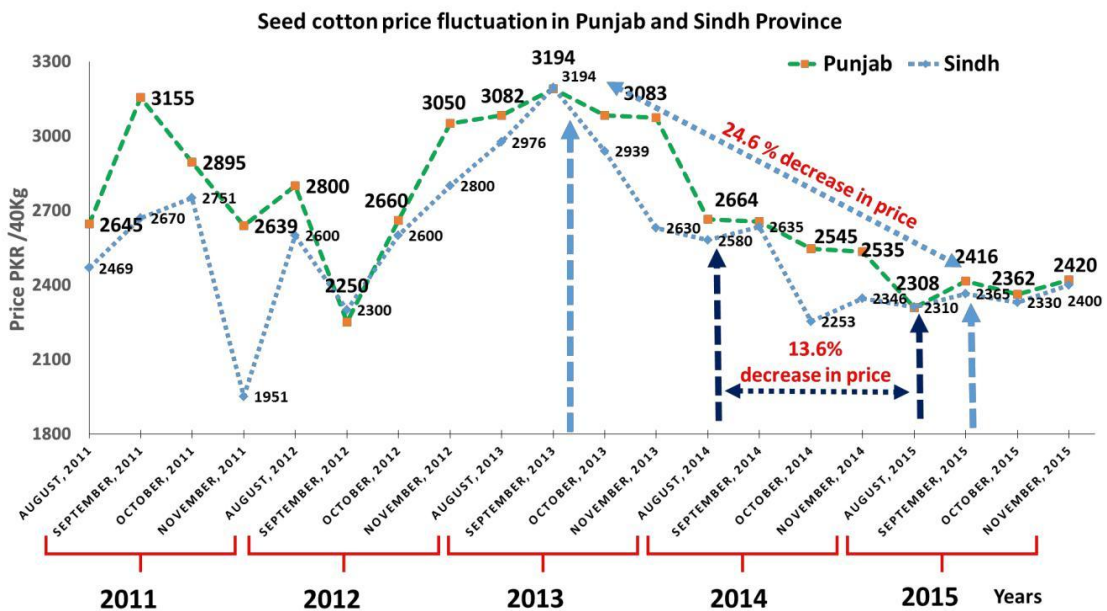 Seed cotton price fluctuation in Punjab and Sindh Province
Punjab Sindh
Price PKR /40Kg
3300
3000
2700
2400
2100
1800
2645
3155
2895
2639
2800
2250
2660
3050
3082
3194
3083
2664
2545
2535
2308
2416
2362
2420
2469
2670
2751
1951
2600
2300
2600
2800
2976
3194
2939
2630
2580
2635
2253
2346
2310
2365
2330
2400
24.6 % decrease in price
13.6%
decrease in price
AUGUST, 2011
SEPTEMBER, 2011
OCTOBER, 2011
NOVEMBER, 2011
AUGUST, 2012
SEPTEMBER, 2012
OCTOBER, 2012
NOVEMBER, 2012
AUGUST, 2013
SEPTEMBER, 2013
OCTOBER, 2013
NOVEMBER, 2013
AUGUST, 2014
SEPTEMBER, 2014
OCTOBER, 2014
NOVEMBER, 2014
AUGUST, 2015
SEPTEMBER, 2015
OCTOBER, 2015
NOVEMBER, 2015
2011 2012 2013 2014 2015 Years